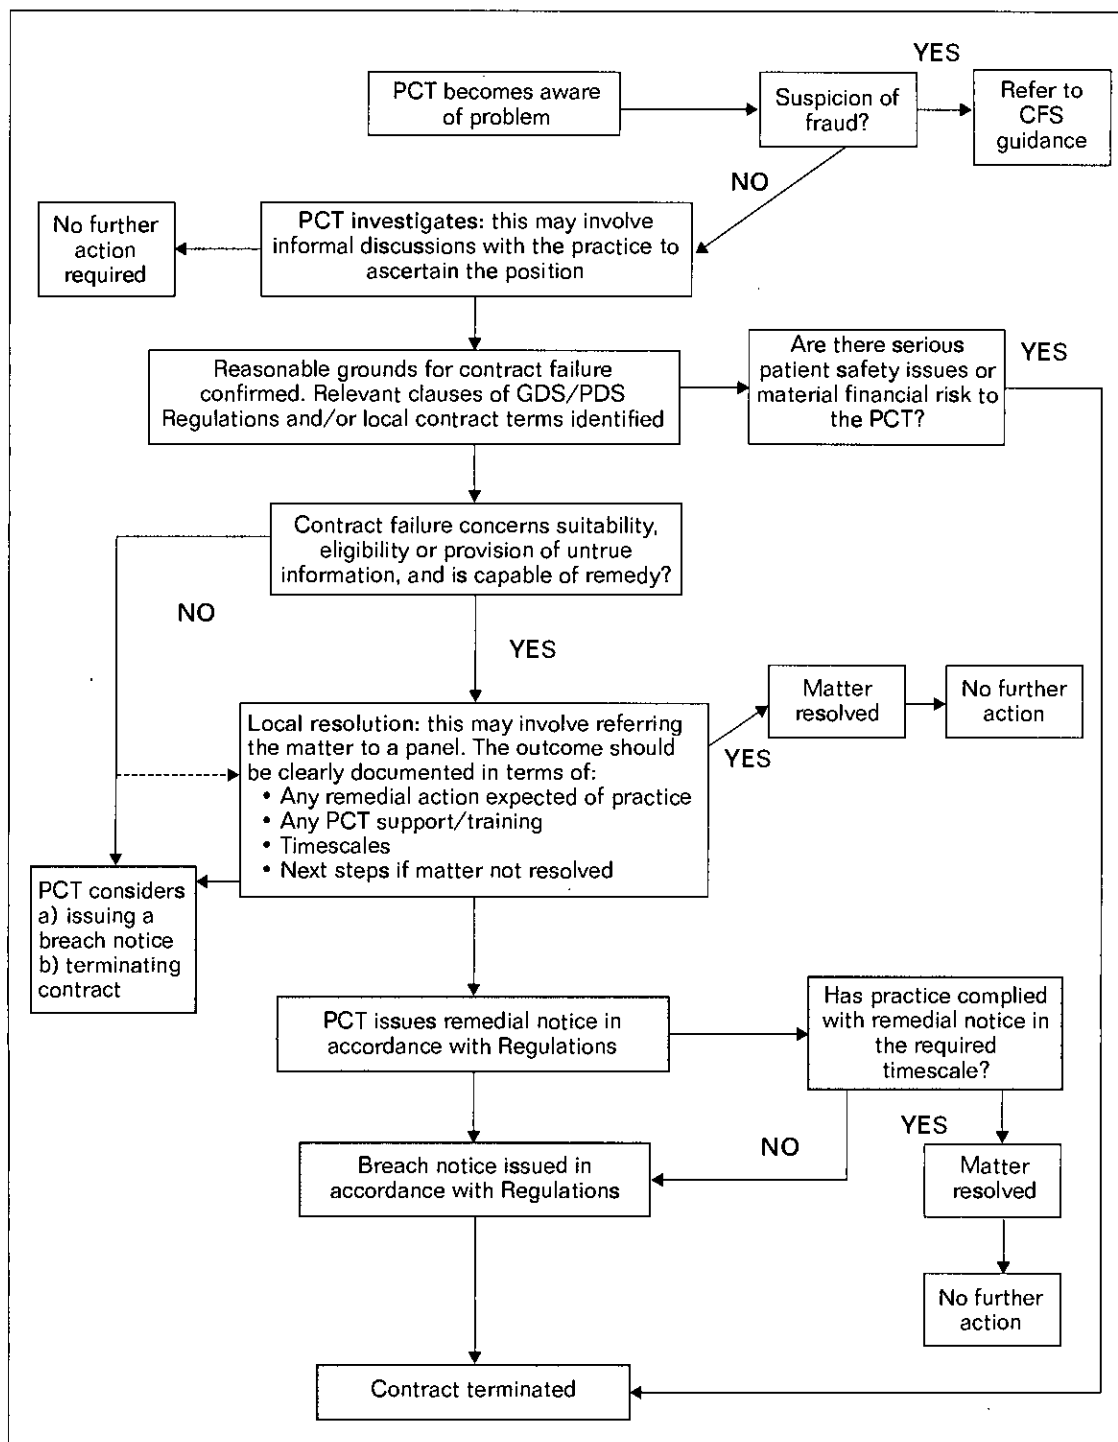 YES
PCT becomes aware
of problem
Suspicion of
fraud?
Refer to
CFS
guidance
NO
No further
action
required
PCT investigates: this may involve
informal discussions with the practice to
ascertain the position
Reasonable grounds for contract failure
confirmed. Relevant clauses of GDS/PDS
Regulations and/or local contract terms identified
Are there serious
patient safety issues or
material financial risk to
the PCT?
YES
Contract failure concerns suitability,
eligibility or provision of untrue
information, and is capable of remedy?
NO
YES
Local resolution: this may involve referring
the matter to a panel. The outcome should
be clearly documented in terms of:
• Any remedial action expected of practice
• Any PCT support/training
• Timescales
• Next steps if matter not resolved
YES
Matter
resolved
No further
action
PCT considers
a) issuing a
breach notice
b) terminating
contract
PCT issues remedial notice in
accordance with Regulations
Has practice complied
with remedial notice in
the required
timescale?
NO
YES
Breach notice issued in
accordance with Regulations
Matter
resolved
No further
action
Contract terminated